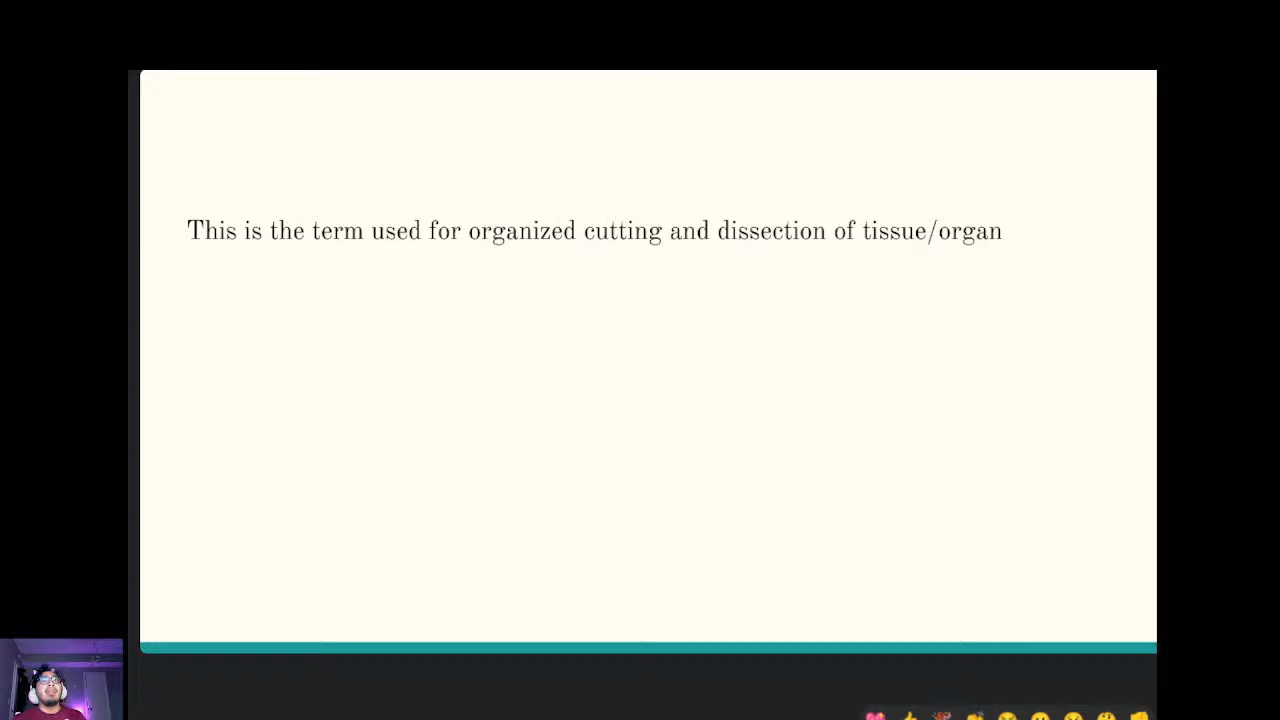 This is the term used for organized cutting and dissection of tissue/organ